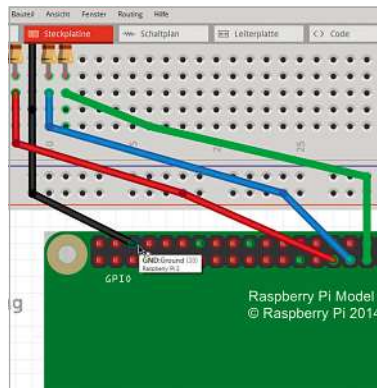 Bauteil Ansicht Fenster Routing Hilfe
Steckplatine Schaltplan Leiterplatte Code
25
GND:Ground
Raspberry Pi 2
GPIO
Raspberry Pi Model
© Raspberry Pi 2014
g